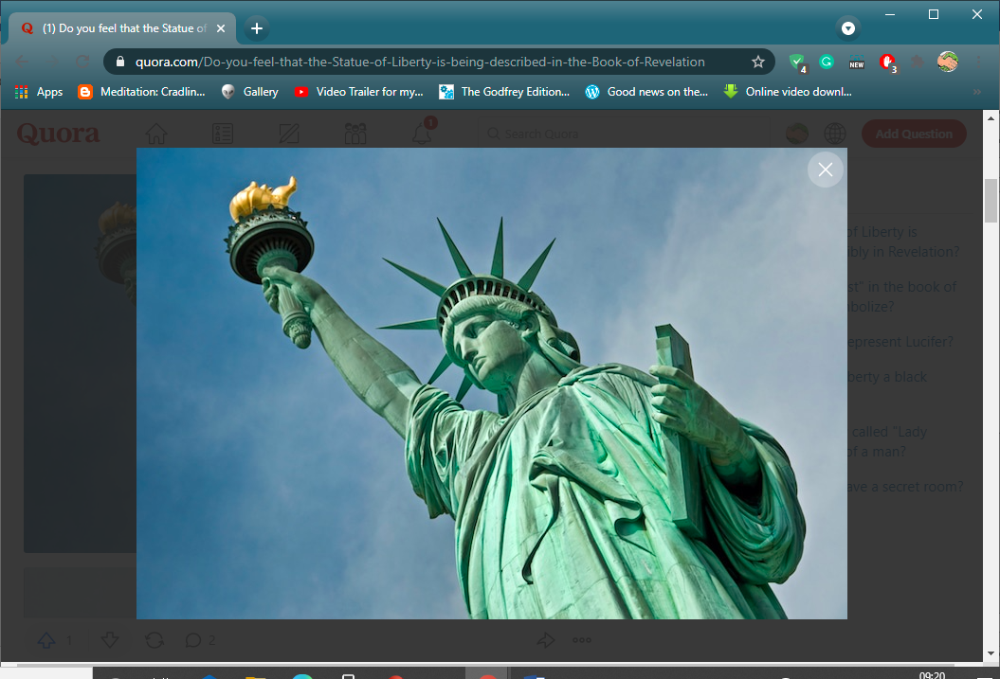 (1) Do you feel that the Statue of
quora.com/Do-you-feel-that-the-Statue-of-Liberty-is-being-described-in-the-Book-of-Revelation
4
NEW
3
Apps
Meditation: Cradlin...
Gallery
Video Trailer for my...
The Godfrey Edition...
Good news on the...
Online video downl...
Quora
1
Search Quora
Add Question
of Liberty is
ibly in Revelation?
st" in the book of
bolize?
epresent Lucifer?
berty a black
called "Lady
of a man?
ave a secret room?
1
2
09:20